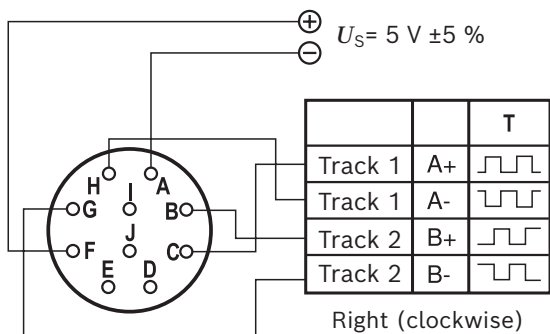 +
U_S= 5 V ±5 %
−
T
Track 1 A+
Track 1 A-
Track 2 B+
Track 2 B-
H I A
G B
J
F C
E D
Right (clockwise)